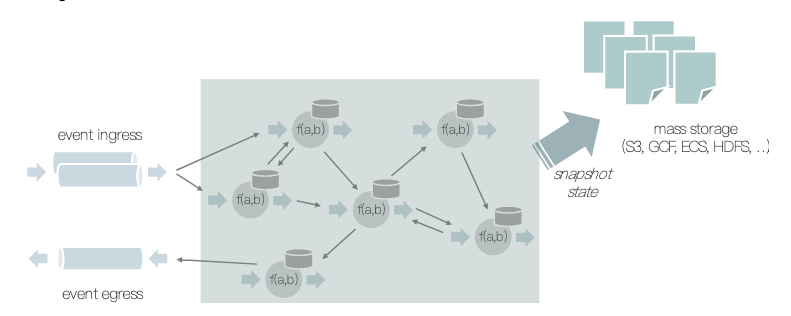 event ingress
f(a,b)
f(a,b)
f(a,b)
f(a,b)
f(a,b)
f(a,b)
event egress
snapshot
state
mass storage
(S3, GCF, ECS, HDFS, ..)